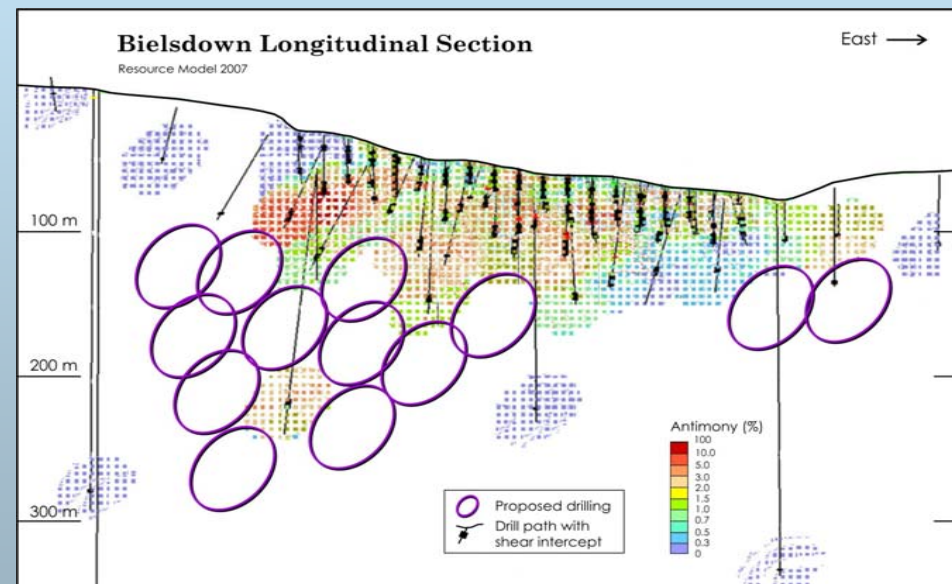 Bielsdown Longitudinal Section
East
Resource Model 2007
100 m
200 m
300 m
Antimony (%)
100
10.0
5.0
3.0
2.0
1.5
1.0
0.7
0.5
0.3
0
Proposed drilling
Drill path with
shear intercept